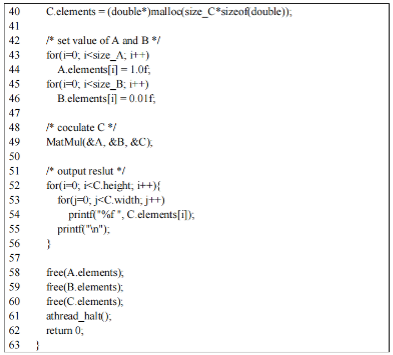 40 C.elements = (double*)malloc(size_C*sizeof(double));
41
42 /* set value of A and B */
43 for(i=0; i<size_A; i++)
44 A.elements[i] = 1.0f;
45 for(i=0; i<size_B; i++)
46 B.elements[i] = 0.01f;
47
48 /* coculate C */
49 MatMul(&A, &B, &C);
50
51 /* output reslut */
52 for(i=0; i<C.height; i++){
53 for(j=0; j<C.width; j++)
54 printf("%f ", C.elements[i]);
55 printf("\n");
56 }
57
58 free(A.elements);
59 free(B.elements);
60 free(C.elements);
61 athread_halt();
62 return 0;
63 }